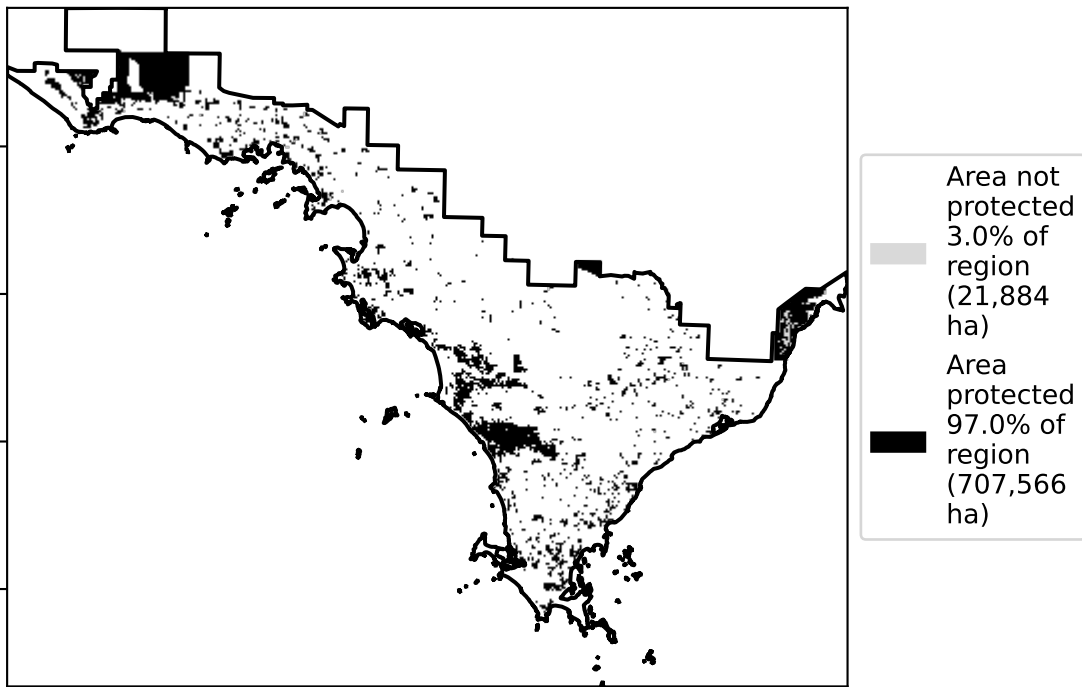 Area not
protected
3.0% of
region
(21,884
ha)
Area
protected
97.0% of
region
(707,566
ha)